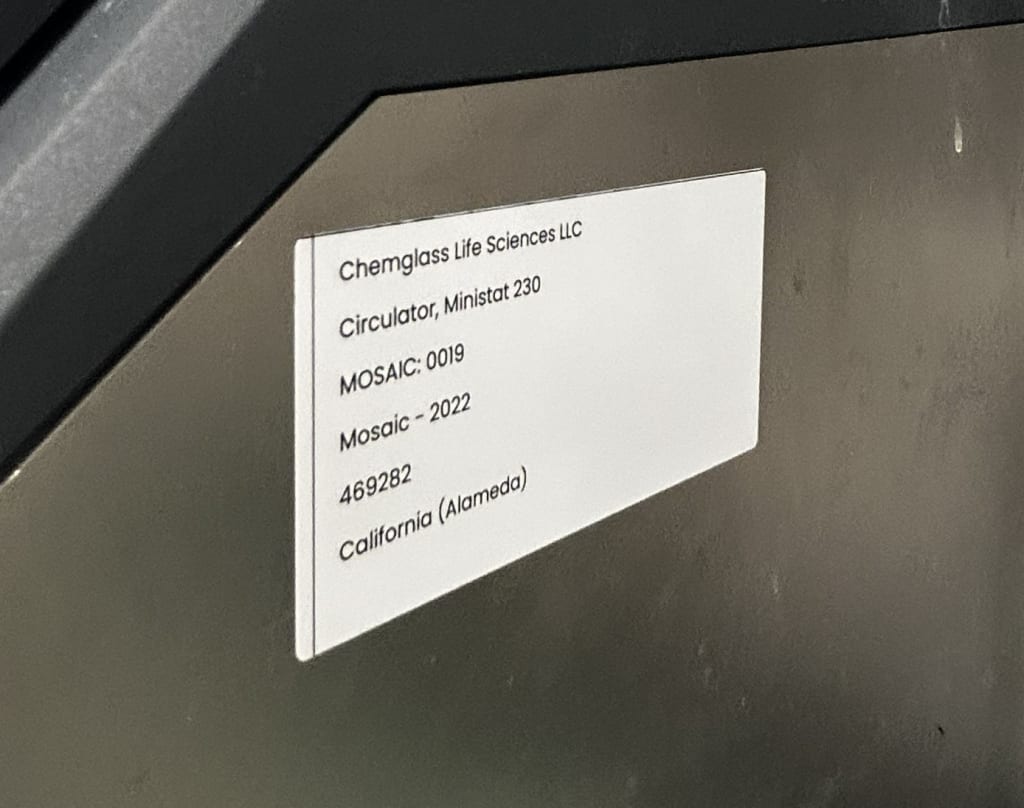 Chemglass Life Sciences LLC
Circulator, Ministat 230
MOSAIC: 0019
Mosaic - 2022
469282
California (Alameda)